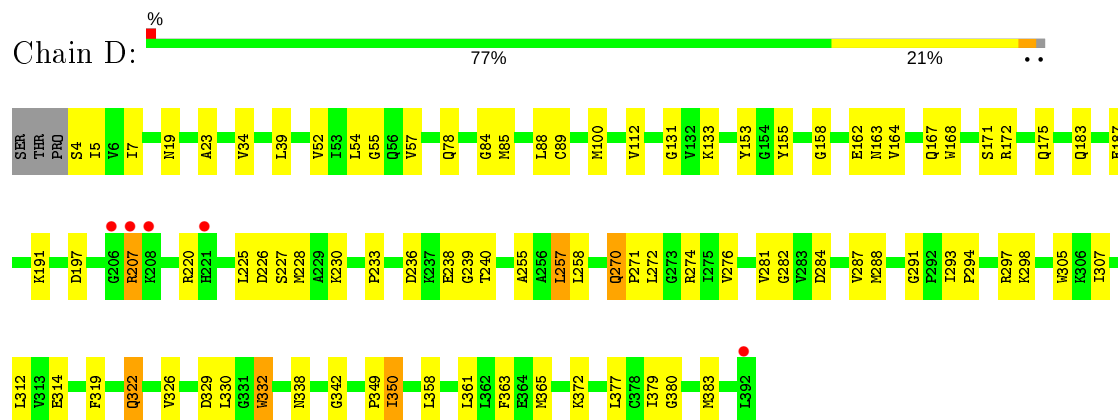 %
Chain D:
77%
21%
• •
SER THR PRO S4 I5 V6 I7 N19 A23 V34 L39 V52 I53 L54 G55 Q56 V57 Q78 G84 M85 L88 C89 M100 V112 G131 V132 K133 Y153 G154 Y155 G158 E162 N163 V164 Q167 W168 S171 R172 Q175 Q183
K191 D197 G206 R207 K208 R220 H221 L225 D226 S227 M228 A229 K230 P233 D236 K237 E238 G239 T240 A255 A256 L257 L258 Q270 P271 L272 G273 R274 I275 V276 V281 G282 V283 D284 V287 M288 G291 P292 I293 P294 R297 K298 W305 K306 I307
L312 V313 E314 F319 Q322 V326 D329 L330 G331 W332 N338 G342 P349 I350 L358 L361 L362 F363 E364 M365 K372 L377 C378 I379 G380 M383 L392